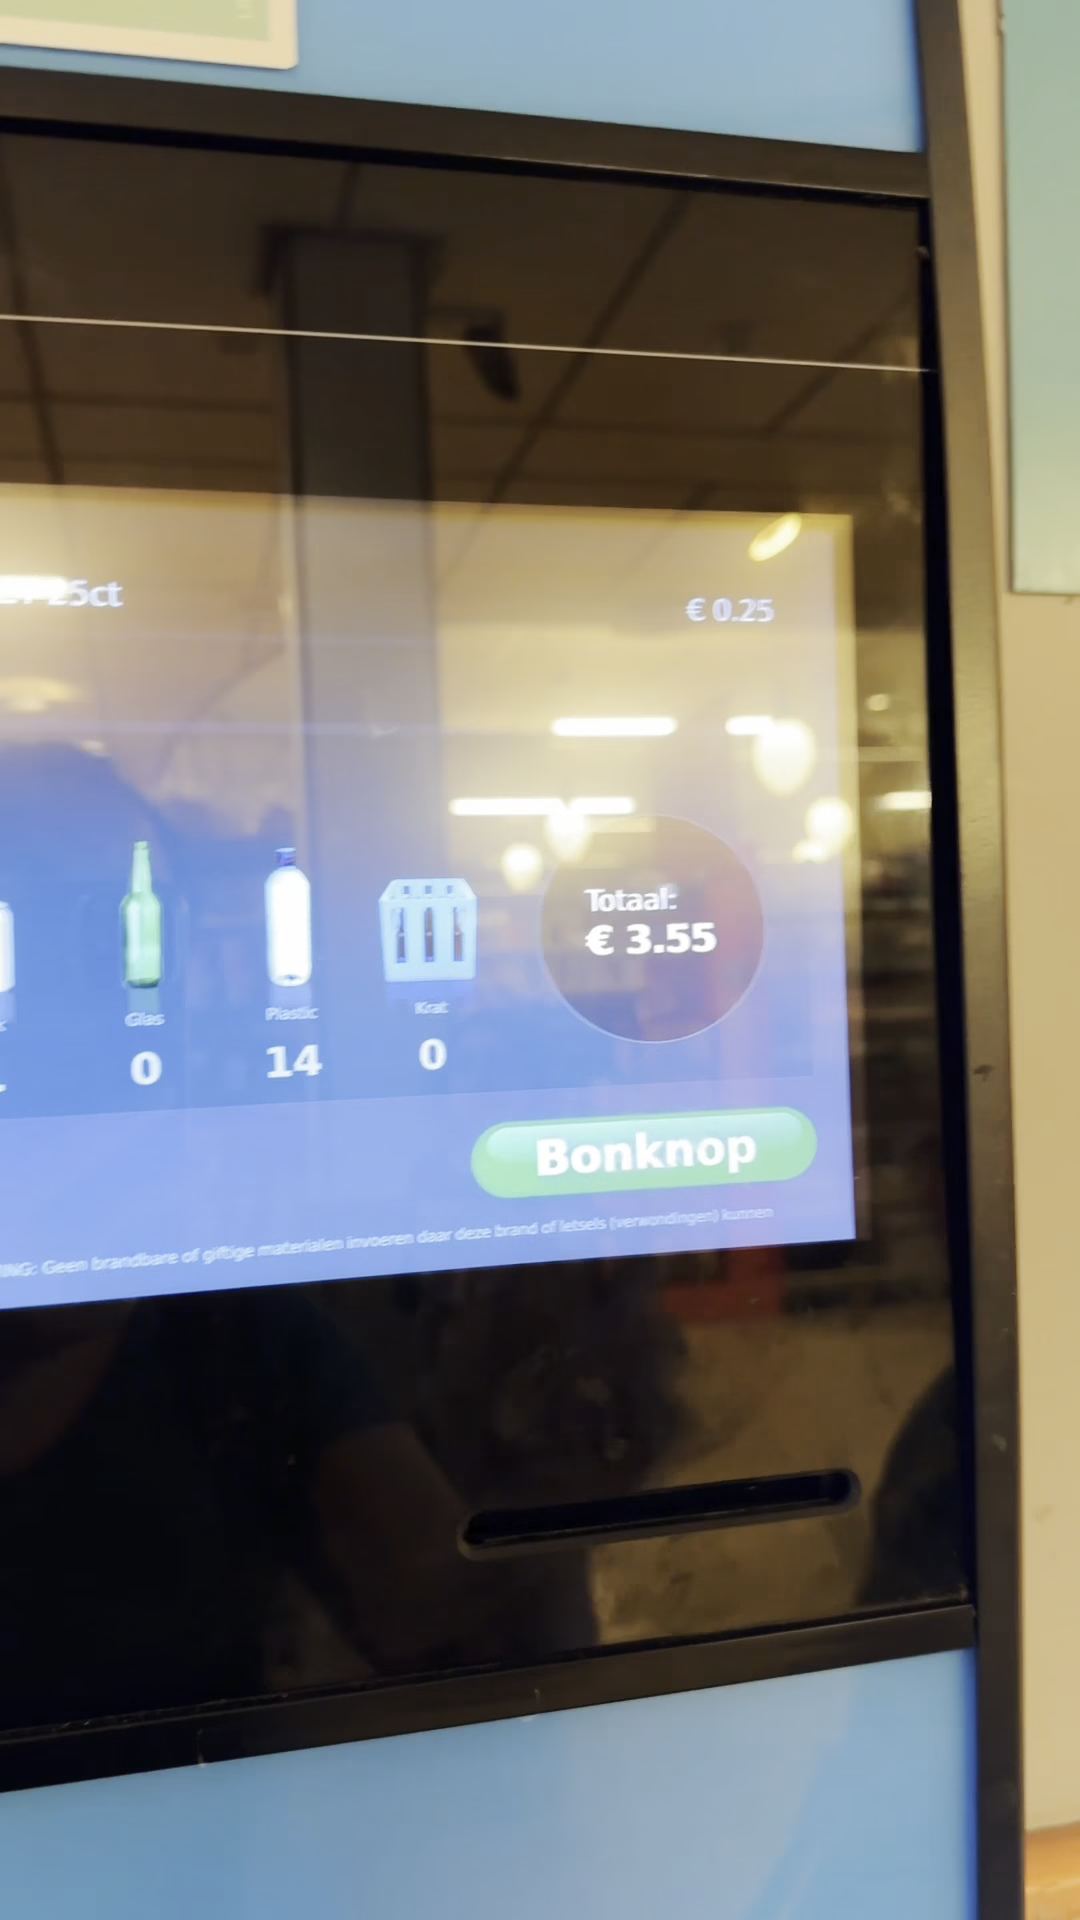 25ct
€ 0.25
Totaal:
€ 3.55
Glas
Plastic
Krat
0
14
0
Bonknop
Geen brandbare of giftige materialen invoeren daar deze brand of letsels (verwondingen) kunnen